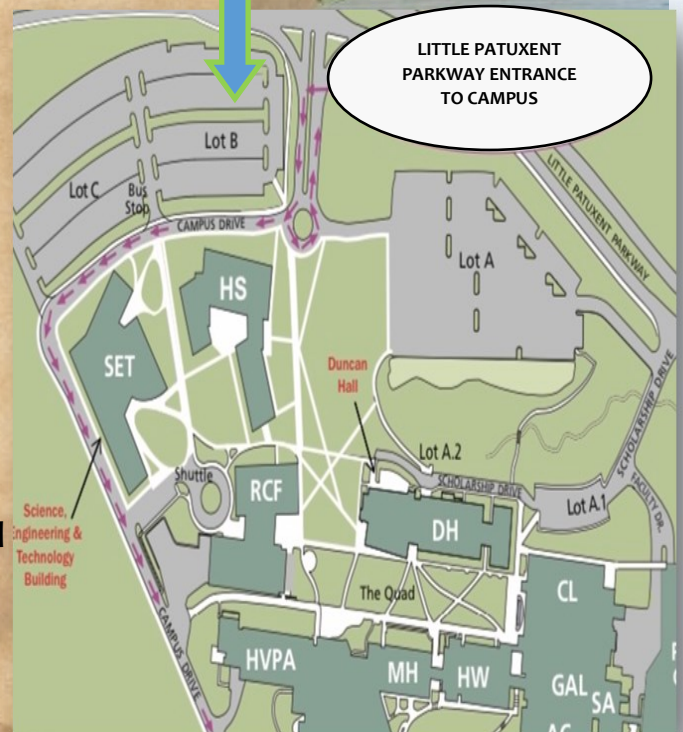 LITTLE PATUXENT
PARKWAY ENTRANCE
TO CAMPUS
Lot B
Lot C
Bus
Stop
CAMPUS DRIVE
LITTLE PATUXENT PARKWAY
Lot A
HS
SET
Duncan
Hall
SCHOLARSHIP DRIVE
Lot A.2
Shuttle
RCF
SCHOLARSHIP DRIVE
Lot A.1
FACULTY DR.
Science,
Engineering &
Technology
Building
DH
The Quad
CL
CAMPUS DRIVE
HVPA
MH
HW
GAL
SA